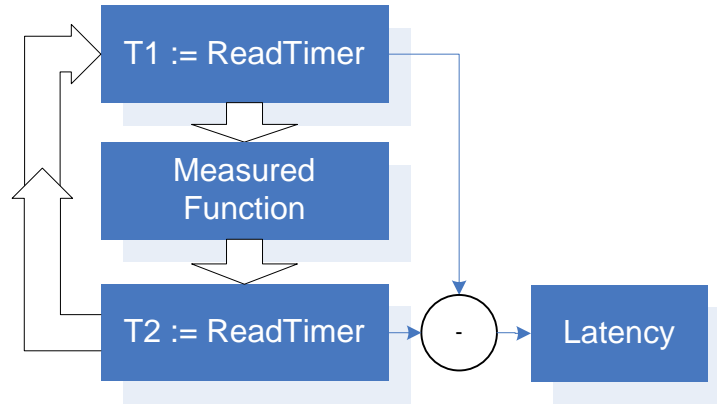 T1 := ReadTimer
Measured
Function
T2 := ReadTimer
-
Latency